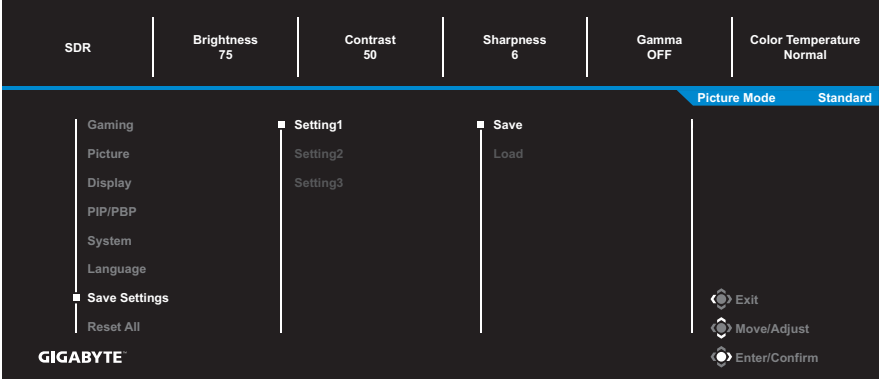 SDR
Brightness
75
Contrast
50
Sharpness
6
Gamma
OFF
Color Temperature
Normal
Picture Mode Standard
Gaming
Picture
Display
PIP/PBP
System
Language
Save Settings
Reset All
Setting1
Setting2
Setting3
Save
Load
Exit
Move/Adjust
Enter/Confirm
GIGABYTE™